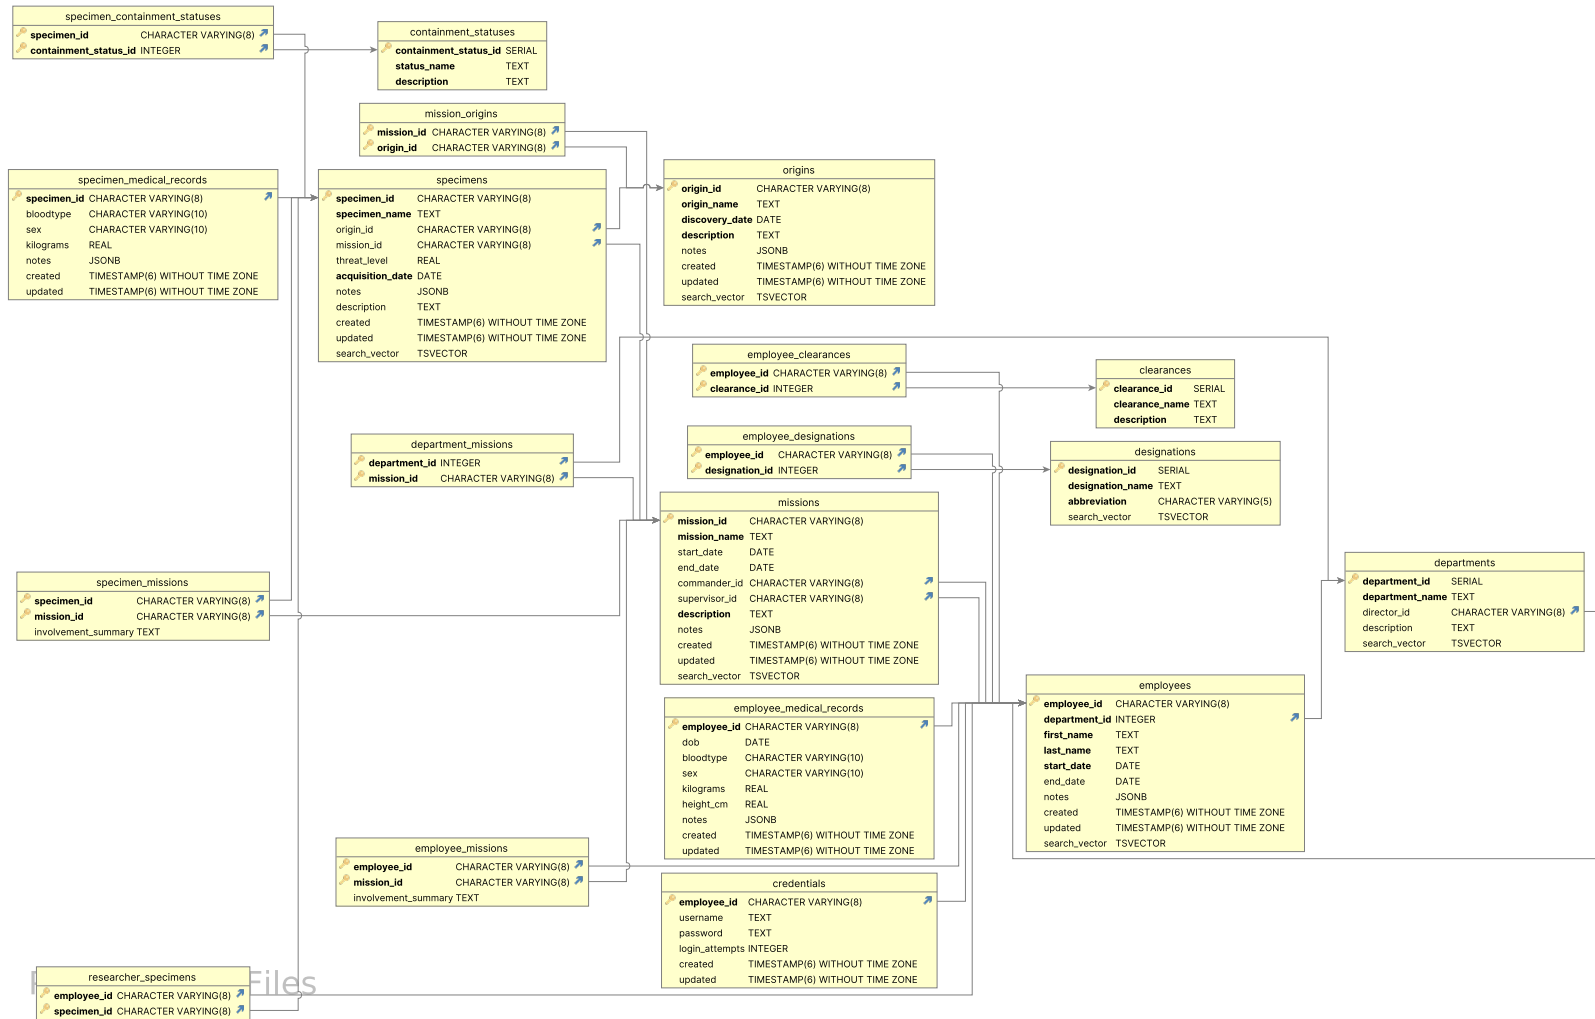 specimen_containment_statuses
specimen_id CHARACTER VARYING(8)
containment_status_id INTEGER
containment_statuses
containment_status_id SERIAL
status_name TEXT
description TEXT
mission_origins
mission_id CHARACTER VARYING(8)
origin_id CHARACTER VARYING(8)
specimen_medical_records
specimen_id CHARACTER VARYING(8)
bloodtype CHARACTER VARYING(10)
sex CHARACTER VARYING(10)
kilograms REAL
notes JSONB
created TIMESTAMP(6) WITHOUT TIME ZONE
updated TIMESTAMP(6) WITHOUT TIME ZONE
specimens
specimen_id CHARACTER VARYING(8)
specimen_name TEXT
origin_id CHARACTER VARYING(8)
mission_id CHARACTER VARYING(8)
threat_level REAL
acquisition_date DATE
notes JSONB
description TEXT
created TIMESTAMP(6) WITHOUT TIME ZONE
updated TIMESTAMP(6) WITHOUT TIME ZONE
search_vector TSVECTOR
origins
origin_id CHARACTER VARYING(8)
origin_name TEXT
discovery_date DATE
description TEXT
notes JSONB
created TIMESTAMP(6) WITHOUT TIME ZONE
updated TIMESTAMP(6) WITHOUT TIME ZONE
search_vector TSVECTOR
employee_clearances
employee_id CHARACTER VARYING(8)
clearance_id INTEGER
clearances
clearance_id SERIAL
clearance_name TEXT
description TEXT
department_missions
department_id INTEGER
mission_id CHARACTER VARYING(8)
employee_designations
employee_id CHARACTER VARYING(8)
designation_id INTEGER
designations
designation_id SERIAL
designation_name TEXT
abbreviation CHARACTER VARYING(5)
search_vector TSVECTOR
missions
mission_id CHARACTER VARYING(8)
mission_name TEXT
start_date DATE
end_date DATE
commander_id CHARACTER VARYING(8)
supervisor_id CHARACTER VARYING(8)
description TEXT
notes JSONB
created TIMESTAMP(6) WITHOUT TIME ZONE
updated TIMESTAMP(6) WITHOUT TIME ZONE
search_vector TSVECTOR
departments
department_id SERIAL
department_name TEXT
director_id CHARACTER VARYING(8)
description TEXT
search_vector TSVECTOR
specimen_missions
specimen_id CHARACTER VARYING(8)
mission_id CHARACTER VARYING(8)
involvement_summary TEXT
employees
employee_id CHARACTER VARYING(8)
department_id INTEGER
first_name TEXT
last_name TEXT
start_date DATE
end_date DATE
notes JSONB
created TIMESTAMP(6) WITHOUT TIME ZONE
updated TIMESTAMP(6) WITHOUT TIME ZONE
search_vector TSVECTOR
employee_medical_records
employee_id CHARACTER VARYING(8)
dob DATE
bloodtype CHARACTER VARYING(10)
sex CHARACTER VARYING(10)
kilograms REAL
height_cm REAL
notes JSONB
created TIMESTAMP(6) WITHOUT TIME ZONE
updated TIMESTAMP(6) WITHOUT TIME ZONE
employee_missions
employee_id CHARACTER VARYING(8)
mission_id CHARACTER VARYING(8)
involvement_summary TEXT
credentials
employee_id CHARACTER VARYING(8)
username TEXT
password TEXT
login_attempts INTEGER
created TIMESTAMP(6) WITHOUT TIME ZONE
updated TIMESTAMP(6) WITHOUT TIME ZONE
researcher_specimens
employee_id CHARACTER VARYING(8)
specimen_id CHARACTER VARYING(8)
Files